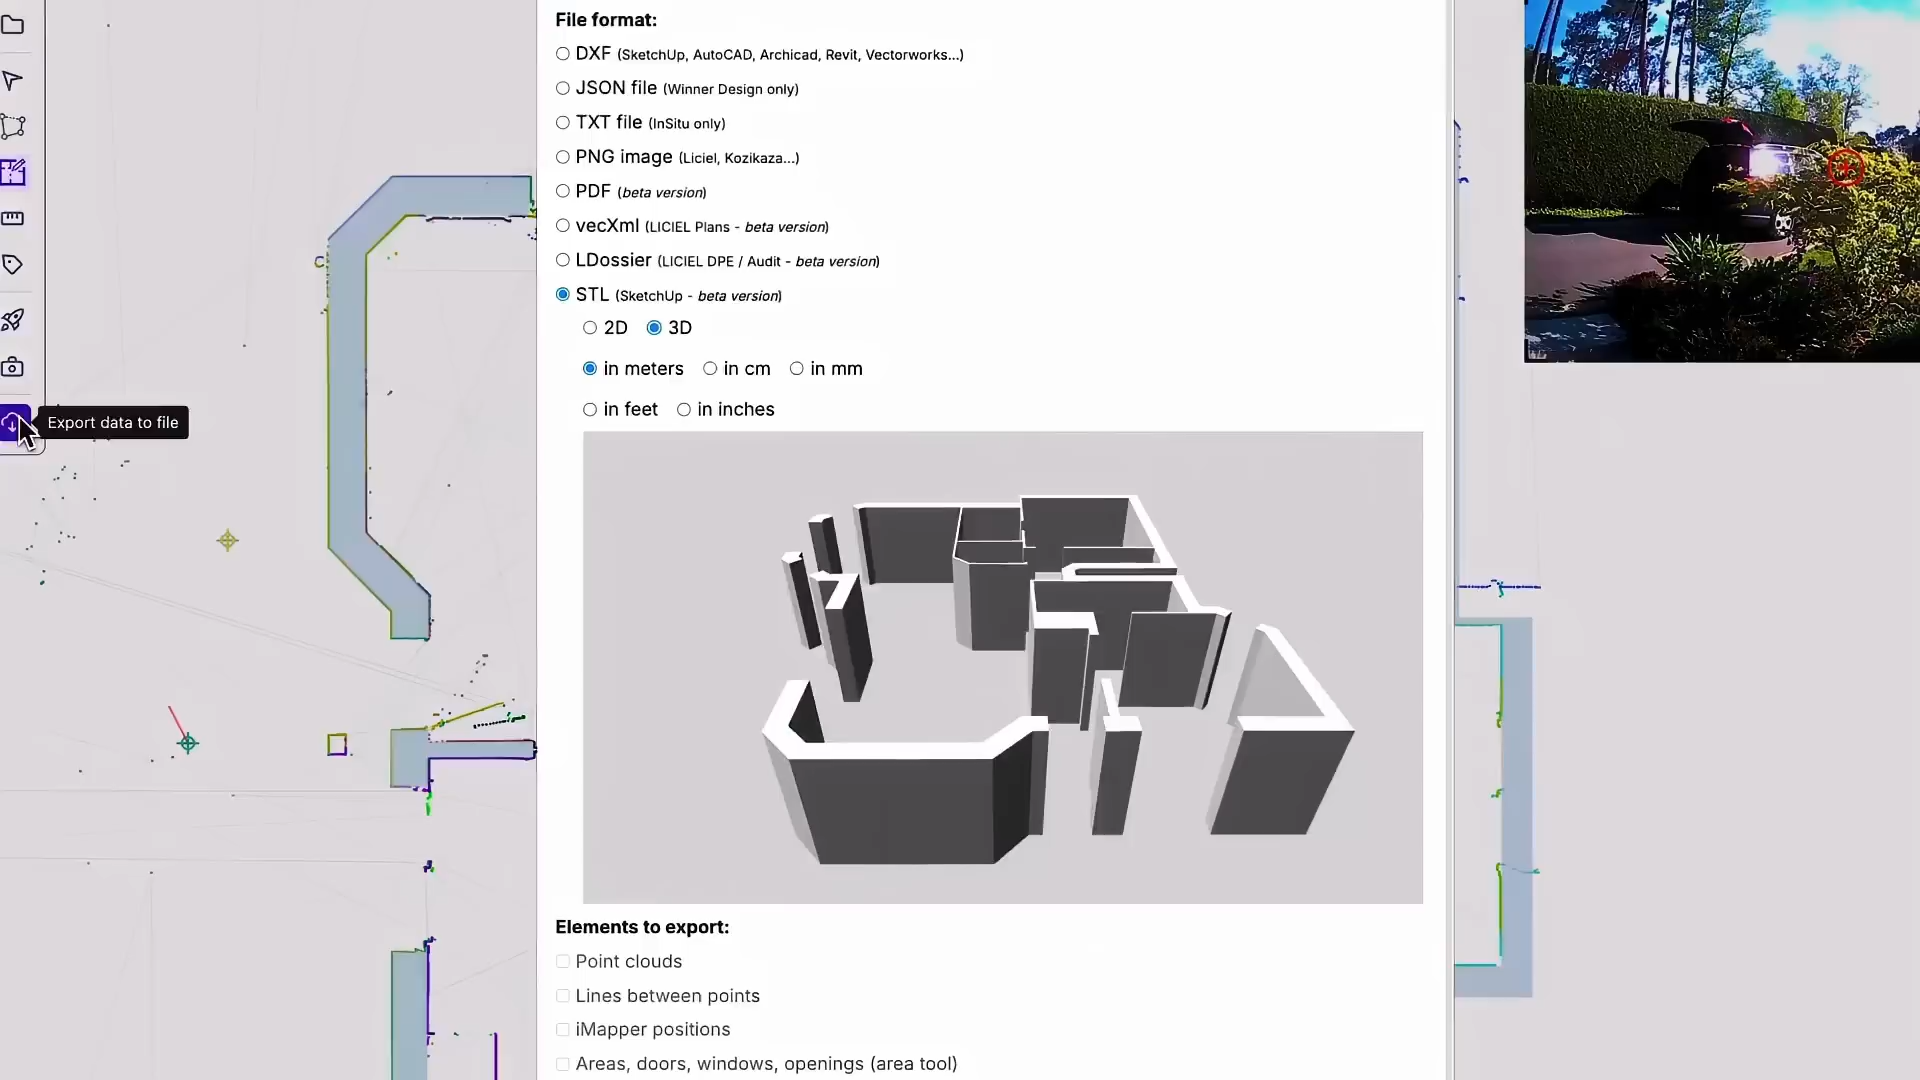 File format:
DXF (SketchUp, AutoCAD, Archicad, Revit, Vectorworks...)
JSON file (Winner Design only)
TXT file (InSitu only)
PNG image (Liciel, Kozikaza...)
PDF (beta version)
vecXml (LICIEL Plans - beta version)
LDossier (LICIEL DPE / Audit - beta version)
STL (SketchUp - beta version)
2D 3D
in meters in cm in mm
in feet in inches
Export data to file
Elements to export:
Point clouds
Lines between points
iMapper positions
Areas, doors, windows, openings (area tool)